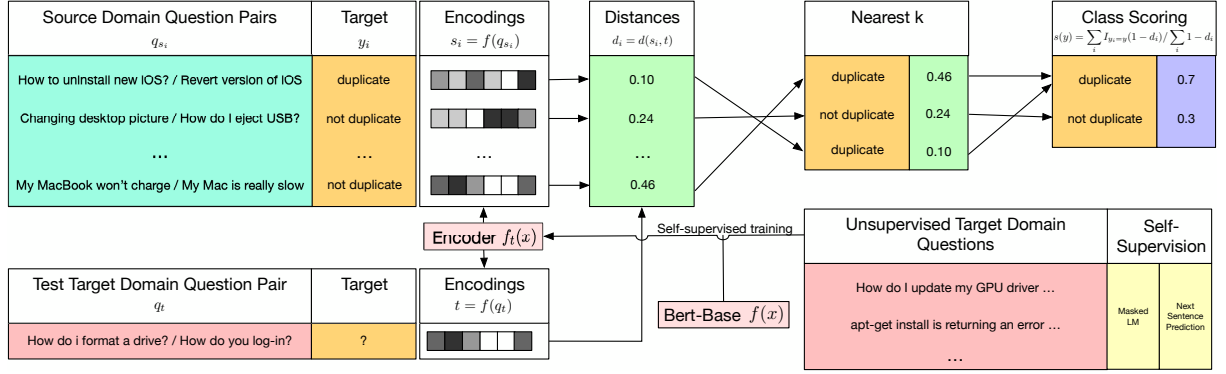 Source Domain Question Pairs
q_{s_i}
Target
y_i
Encodings
s_i = f(q_{s_i})
Distances
d_i = d(s_i, t)
Nearest k
Class Scoring
s(y) = \sum_i I_{y_i=y}(1 - d_i) / \sum_i 1 - d_i
How to uninstall new IOS? / Revert version of IOS
duplicate
0.10
duplicate
0.46
duplicate
0.7
Changing desktop picture / How do I eject USB?
not duplicate
0.24
not duplicate
0.24
not duplicate
0.3
...
...
...
...
duplicate
0.10
My MacBook won't charge / My Mac is really slow
not duplicate
0.46
Encoder f_t(x)
Self-supervised training
Unsupervised Target Domain
Questions
Self-
Supervision
Test Target Domain Question Pair
q_t
Target
Encodings
t = f(q_t)
Bert-Base f(x)
How do I update my GPU driver ...
apt-get install is returning an error ...
...
Masked
LM
Next
Sentence
Prediction
How do i format a drive? / How do you log-in?
?